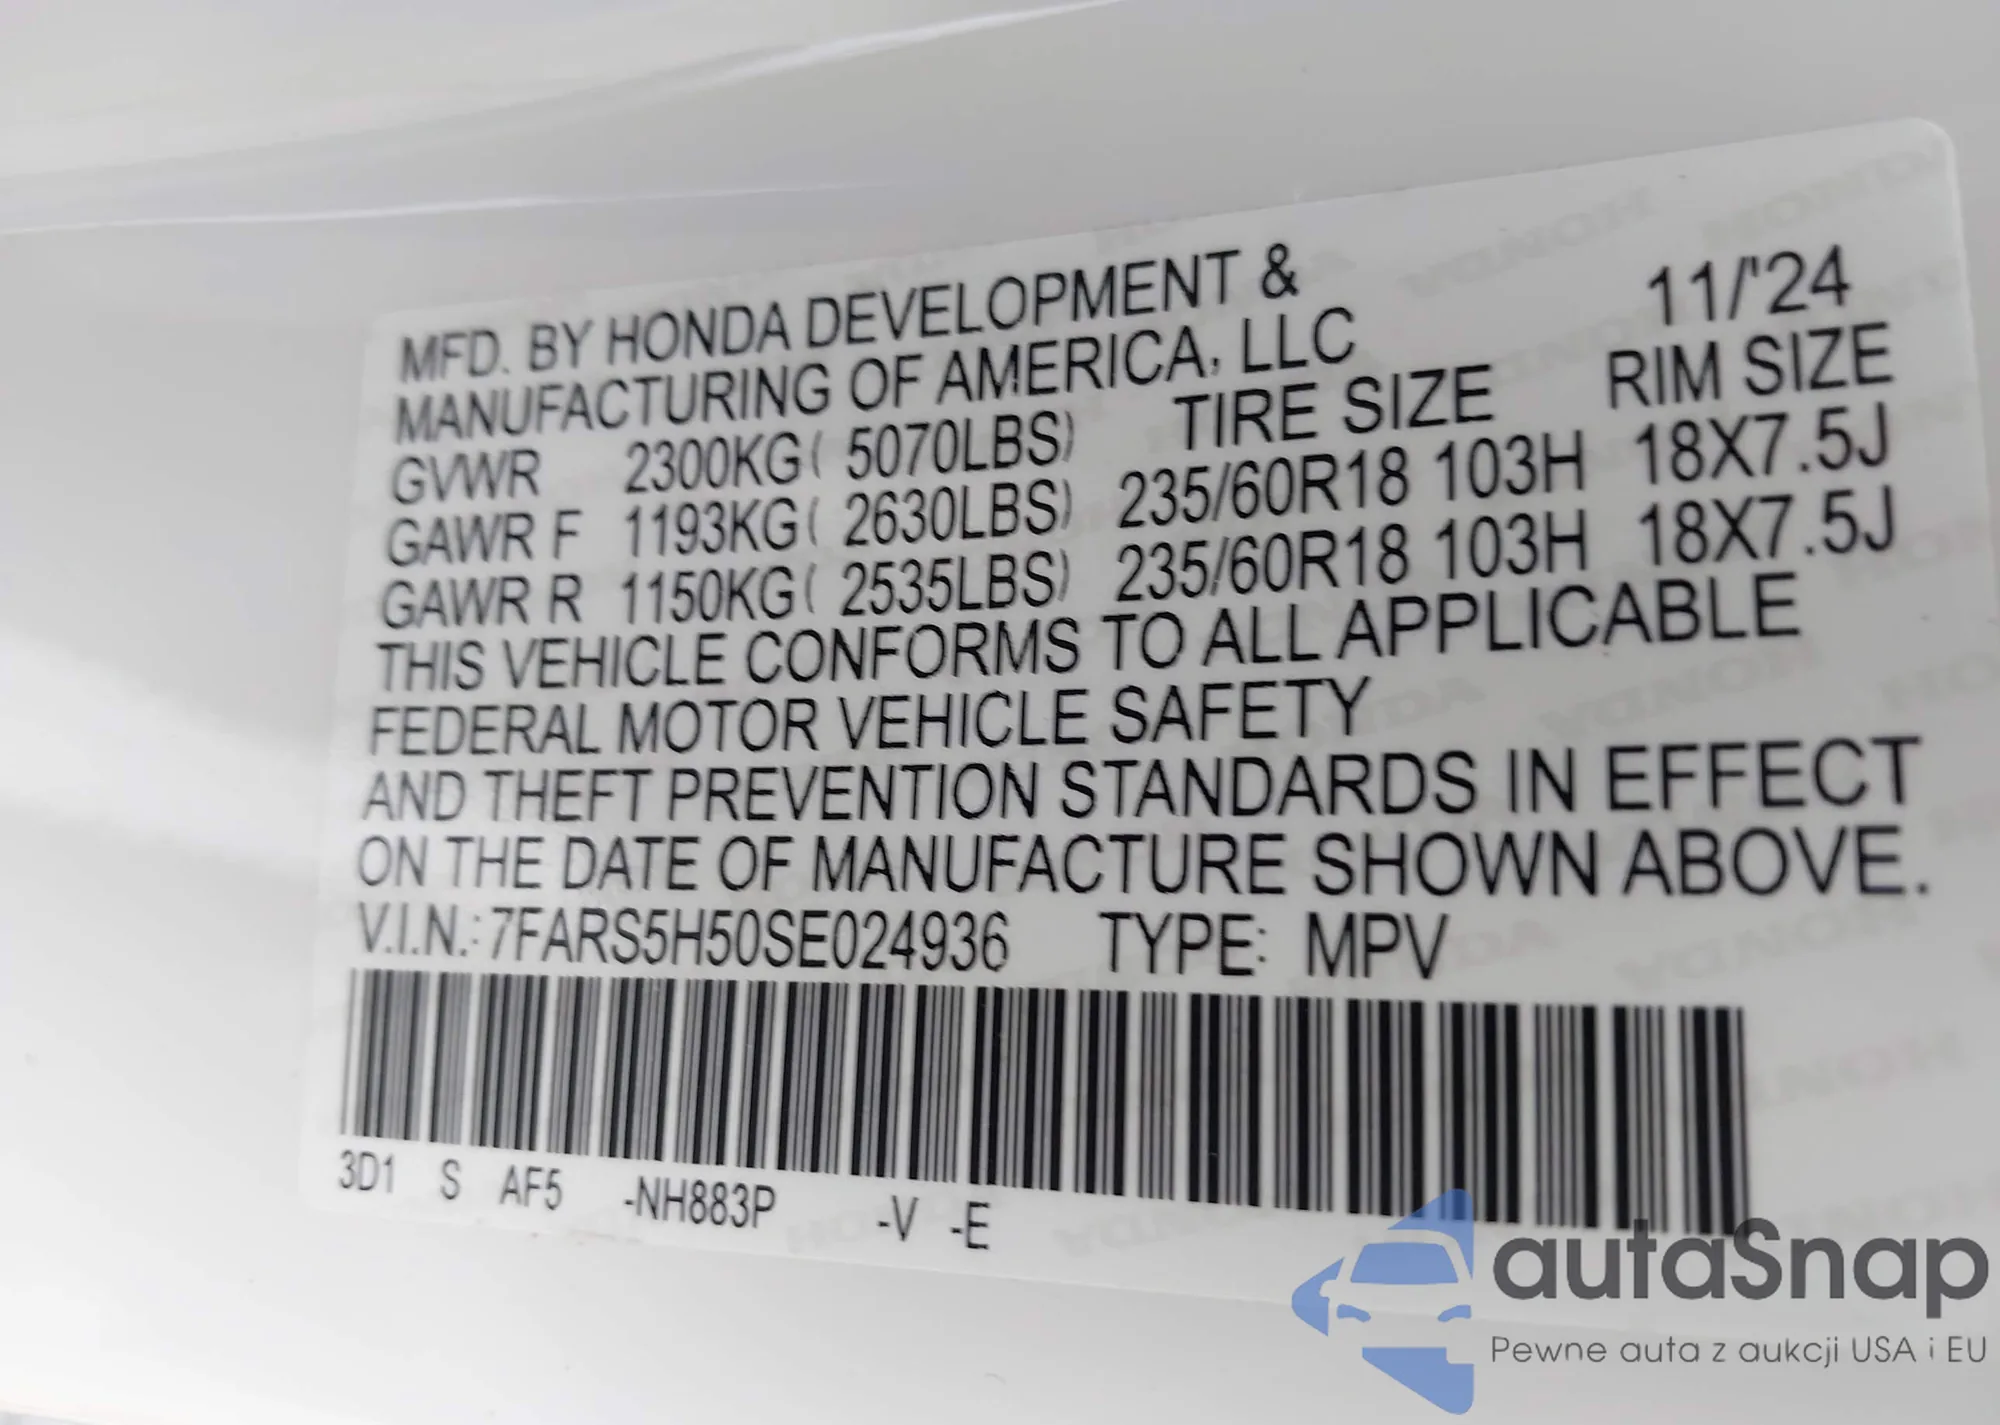 MFD. BY HONDA DEVELOPMENT & 11/'24
MANUFACTURING OF AMERICA, LLC
TIRE SIZE RIM SIZE
GVWR 2300KG( 5070LBS)
GAWR F 1193KG( 2630LBS) 235/60R18 103H 18X7.5J
GAWR R 1150KG( 2535LBS) 235/60R18 103H 18X7.5J
THIS VEHICLE CONFORMS TO ALL APPLICABLE
FEDERAL MOTOR VEHICLE SAFETY
AND THEFT PREVENTION STANDARDS IN EFFECT
ON THE DATE OF MANUFACTURE SHOWN ABOVE.
V.I.N.: 7FARS5H50SE024936 TYPE: MPV
3D1 S AF5 -NH883P -V -E
autaSnap
Pewne auta z aukcji USA i EU